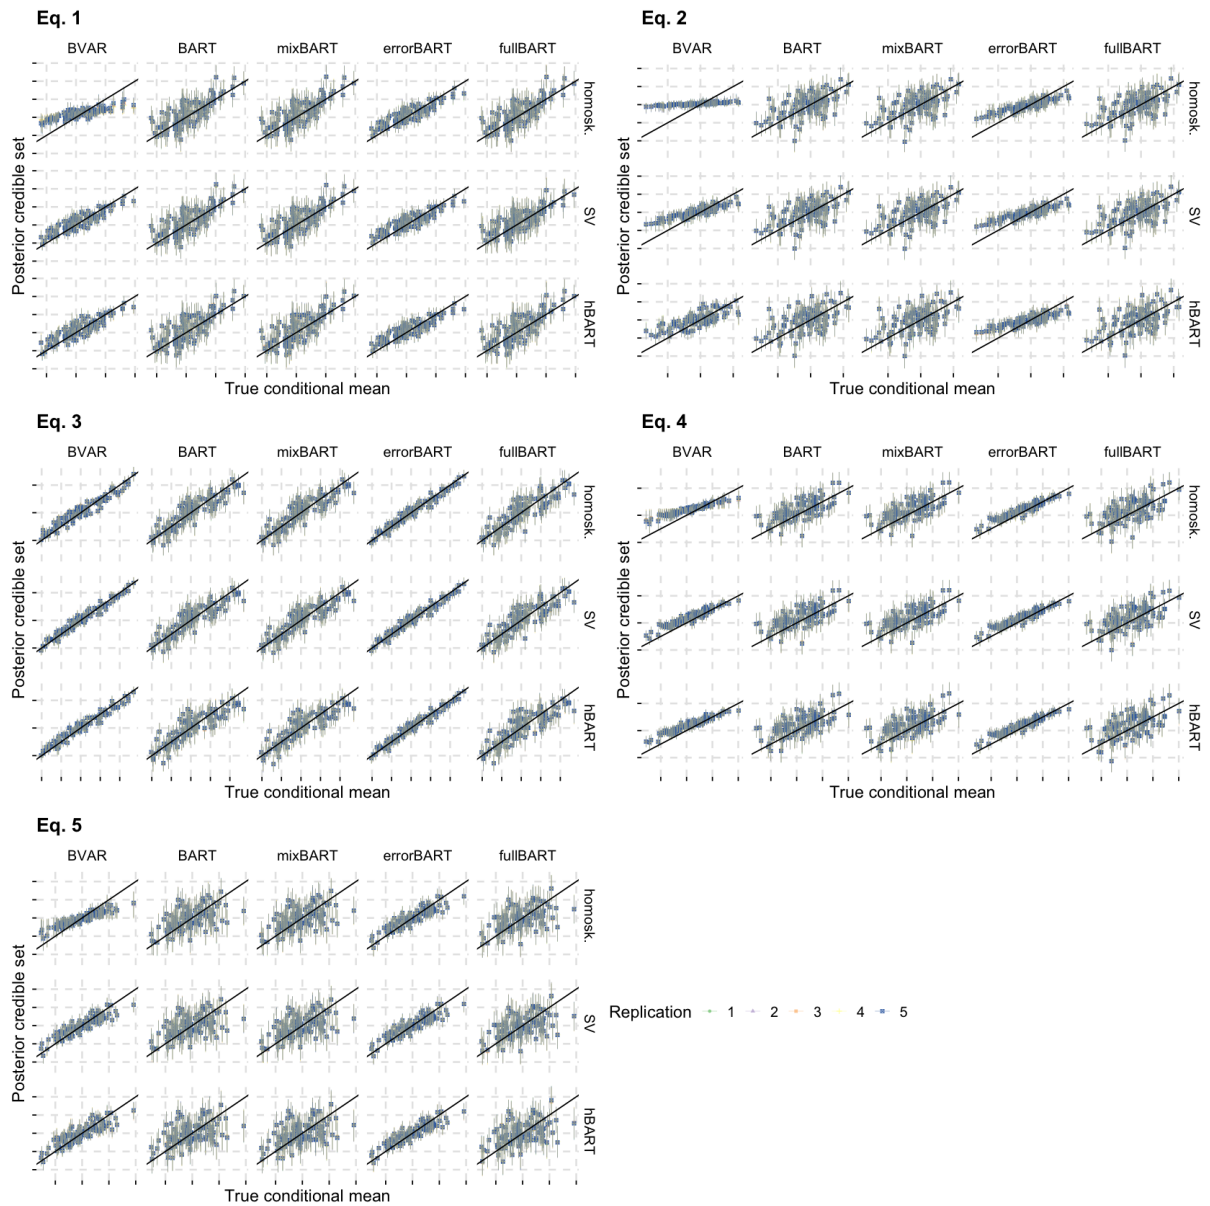 Eq. 1
BVAR BART mixBART errorBART fullBART
homosk.
SV
hBART
Posterior credible set
True conditional mean
Eq. 2
BVAR BART mixBART errorBART fullBART
homosk.
SV
hBART
Posterior credible set
True conditional mean
Eq. 3
BVAR BART mixBART errorBART fullBART
homosk.
SV
hBART
Posterior credible set
True conditional mean
Eq. 4
BVAR BART mixBART errorBART fullBART
homosk.
SV
hBART
Posterior credible set
True conditional mean
Eq. 5
BVAR BART mixBART errorBART fullBART
homosk.
SV
hBART
Posterior credible set
True conditional mean
Replication 1 2 3 4 5